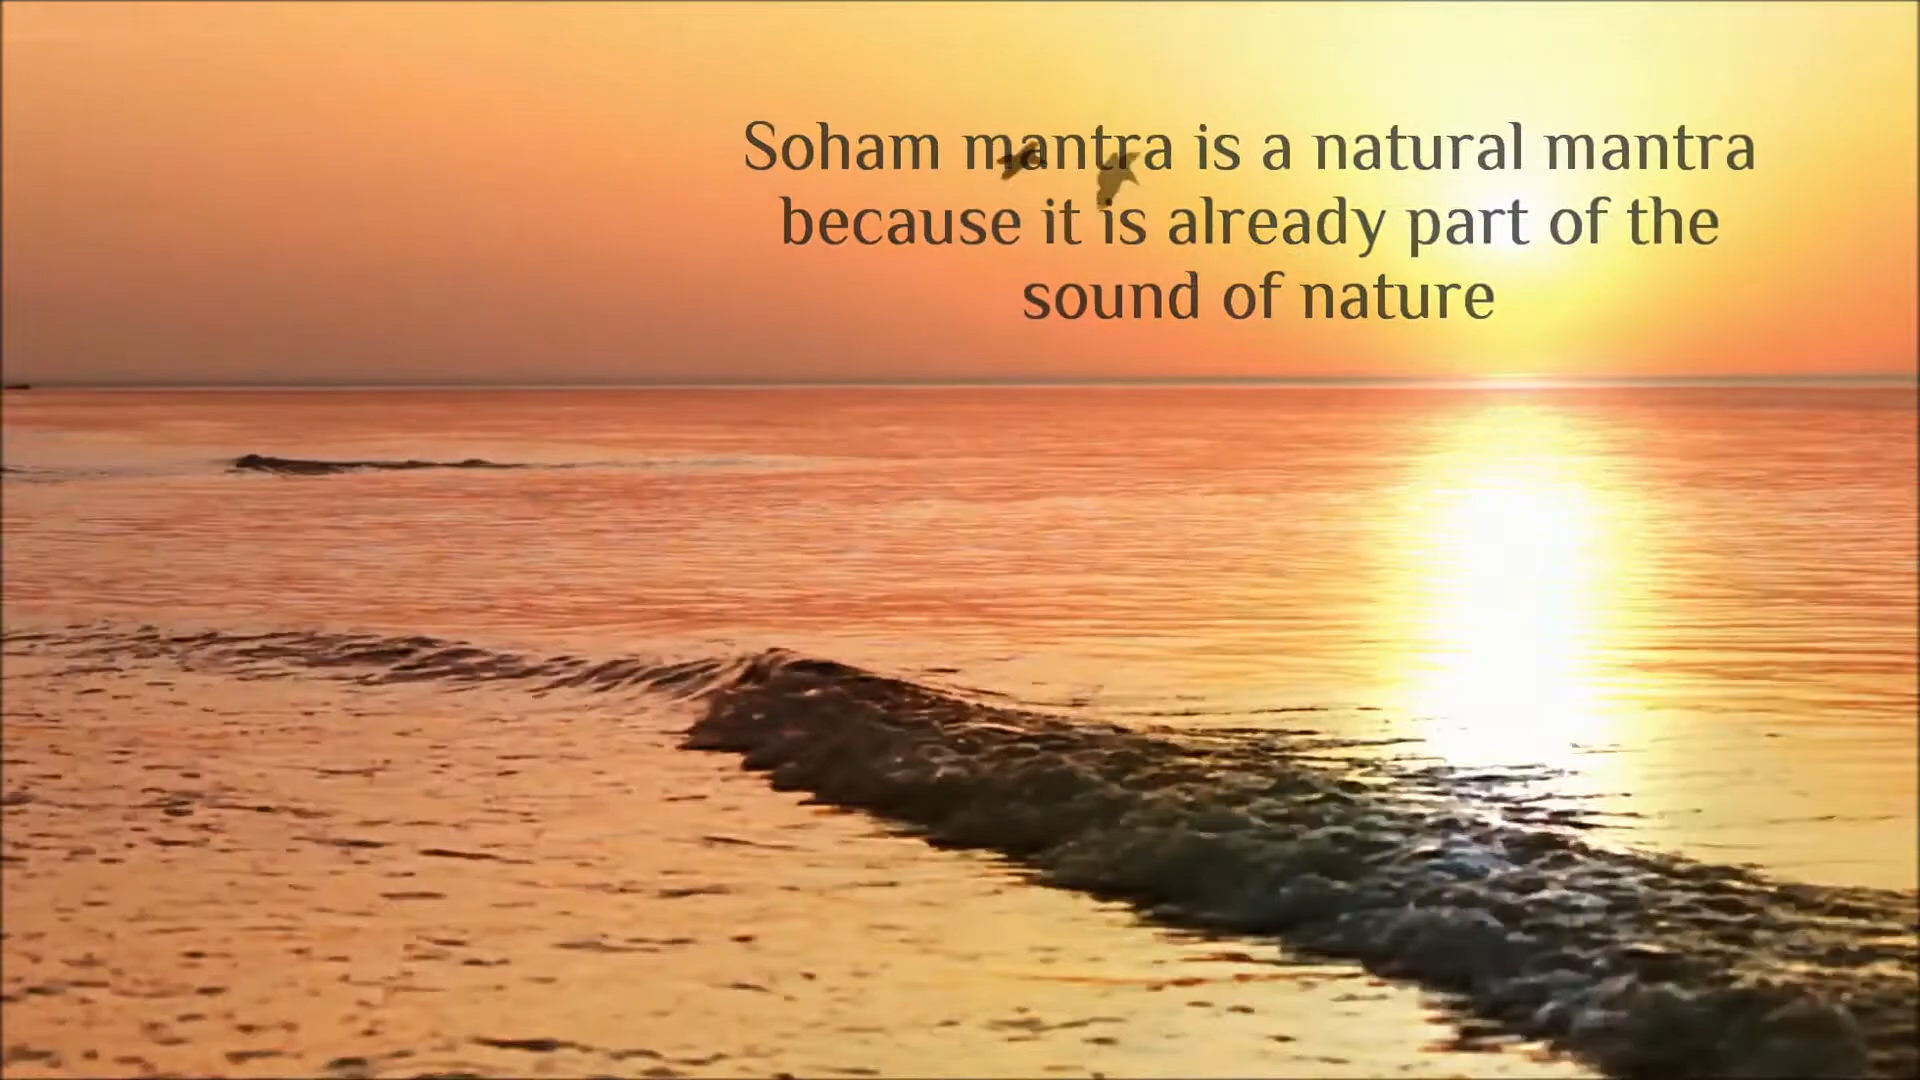 Soham mantra is a natural mantra
because it is already part of the
sound of nature